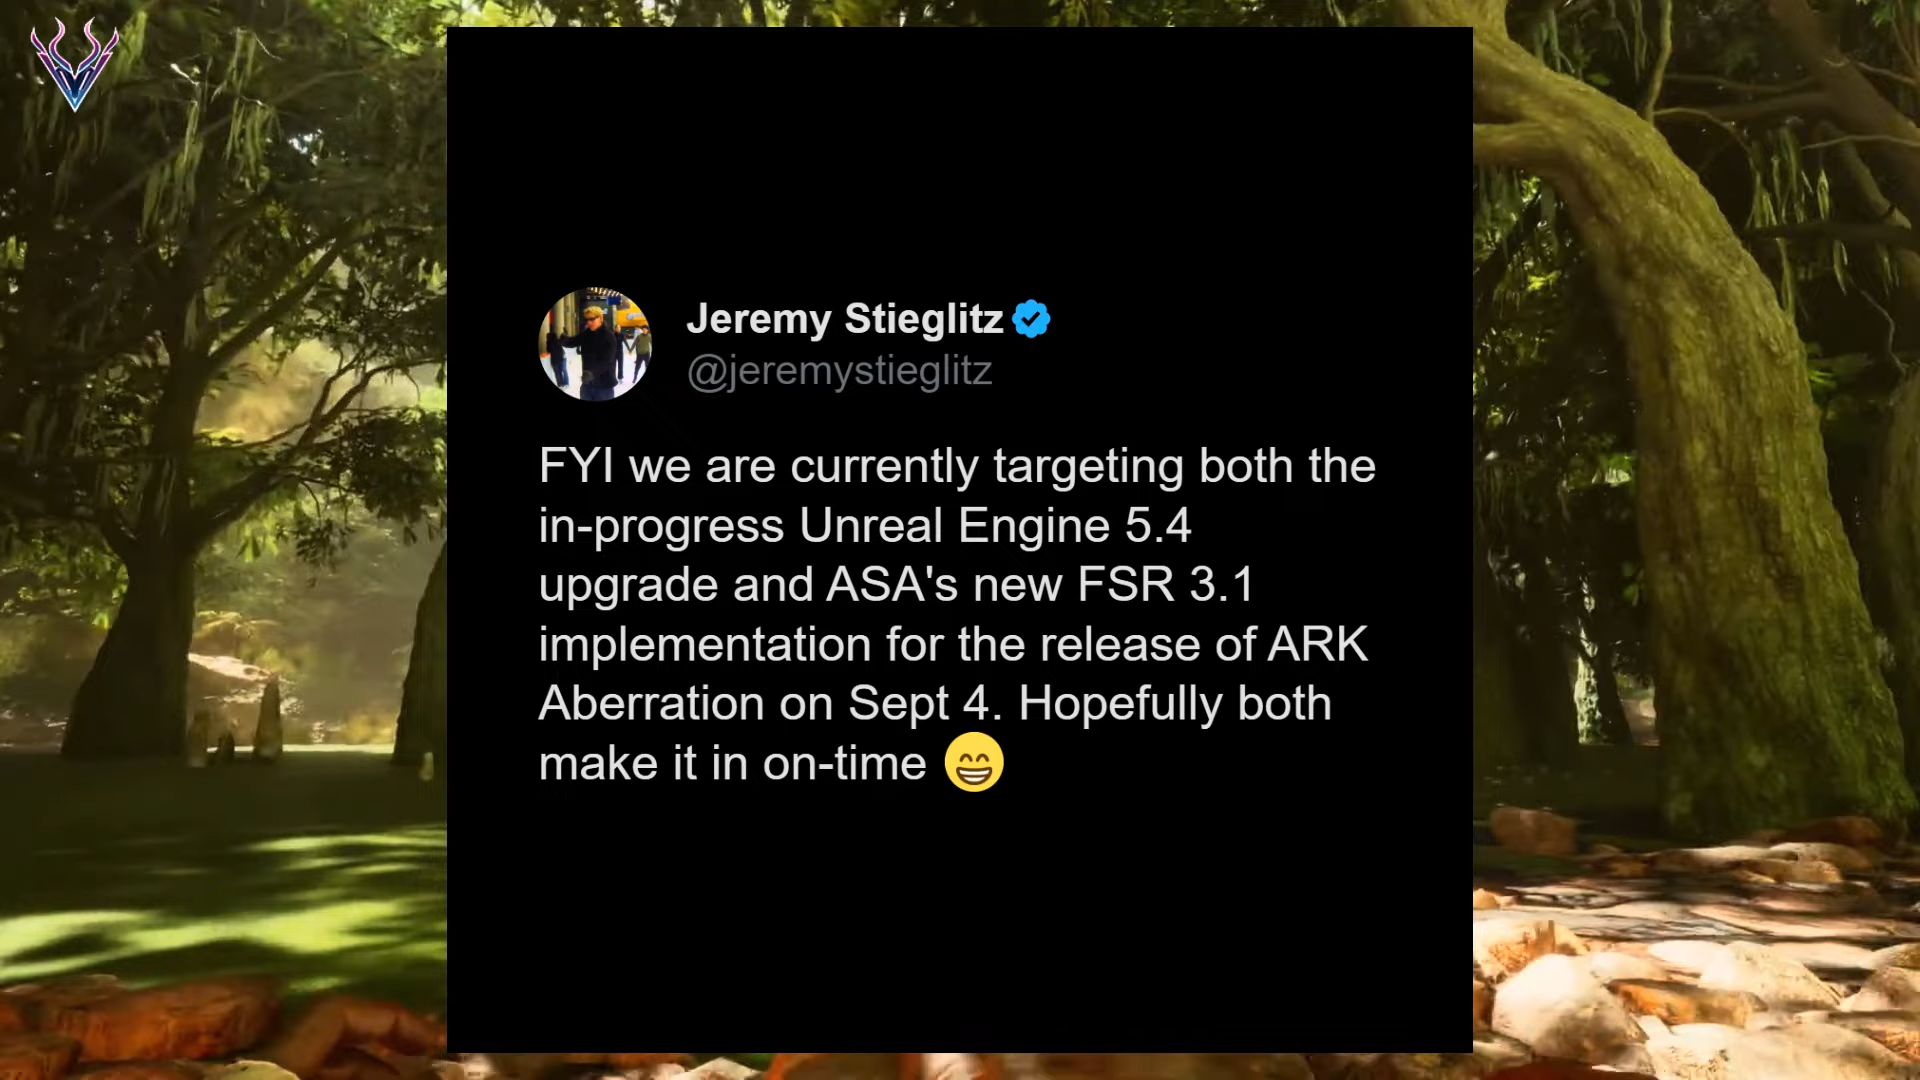 Jeremy Stieglitz
@jeremystieglitz
FYI we are currently targeting both the
in-progress Unreal Engine 5.4
upgrade and ASA's new FSR 3.1
implementation for the release of ARK
Aberration on Sept 4. Hopefully both
make it in on-time 😁